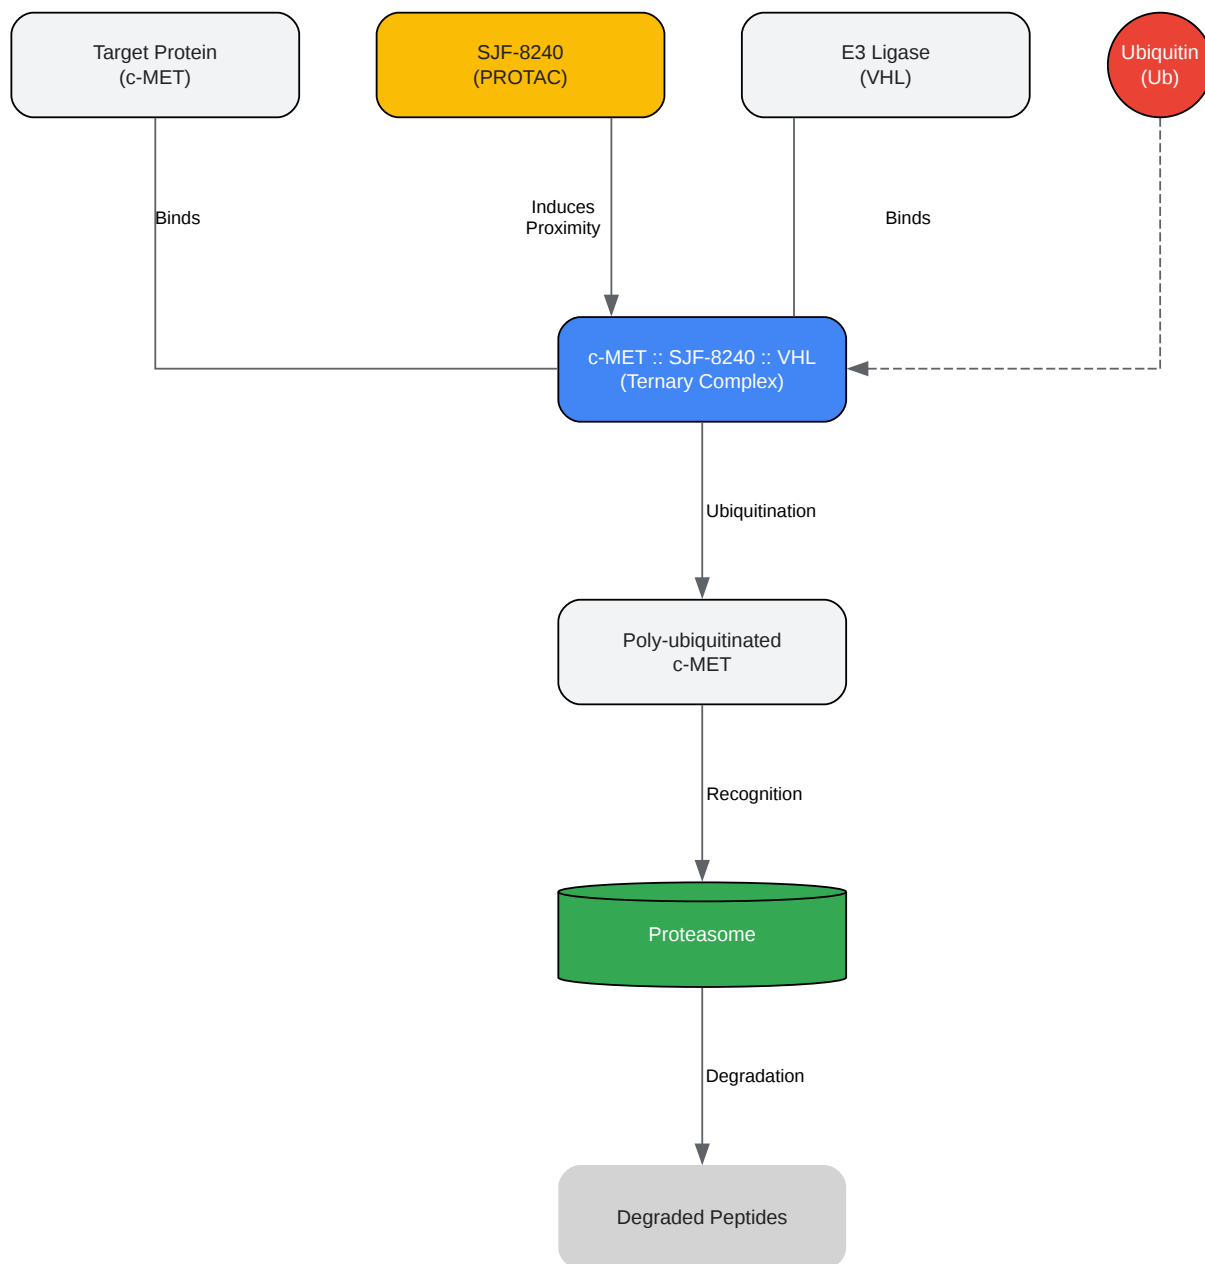 Target Protein
(c-MET)
SJF-8240
(PROTAC)
E3 Ligase
(VHL)
Ubiquitin
(Ub)
Binds
Induces
Proximity
Binds
c-MET :: SJF-8240 :: VHL
(Ternary Complex)
Ubiquitination
Poly-ubiquitinated
c-MET
Recognition
Proteasome
Degradation
Degraded Peptides